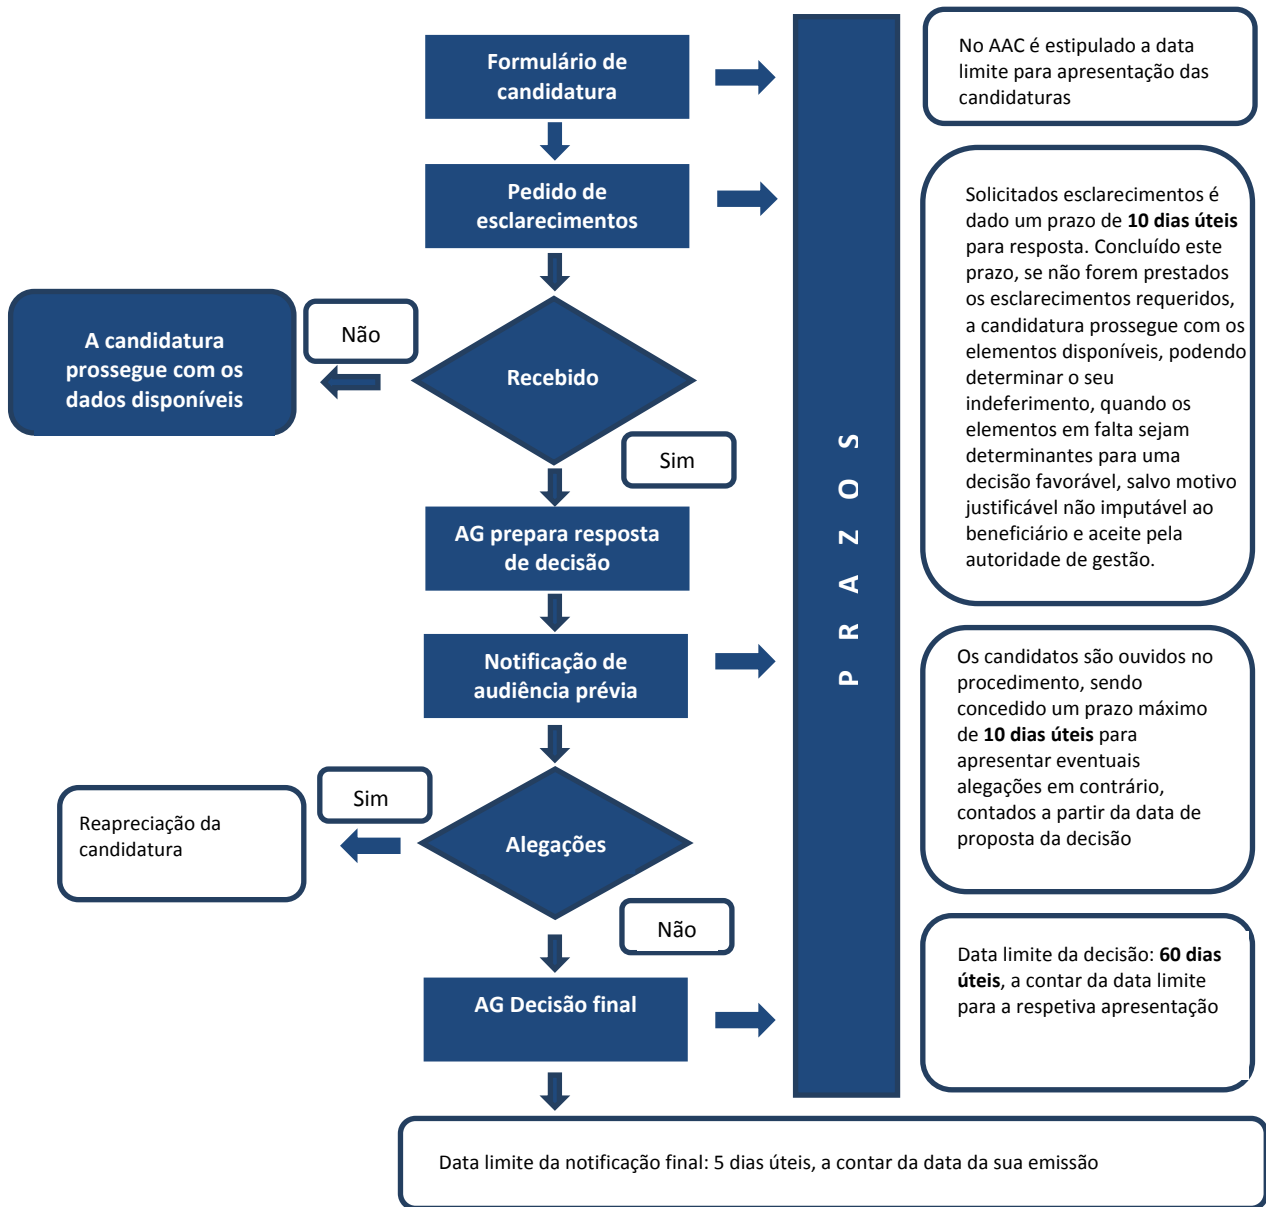 Formulário de
candidatura
No AAC é estipulado a data
limite para apresentação das
candidaturas
Pedido de
esclarecimentos
Solicitados esclarecimentos é
dado um prazo de 10 dias úteis
para resposta. Concluído este
prazo, se não forem prestados
os esclarecimentos requeridos,
a candidatura prossegue com os
elementos disponíveis, podendo
determinar o seu
indeferimento, quando os
elementos em falta sejam
determinantes para uma
decisão favorável, salvo motivo
justificável não imputável ao
beneficiário e aceite pela
autoridade de gestão.
Recebido
Não
A candidatura
prossegue com os
dados disponíveis
Sim
PRAZOS
AG prepara resposta
de decisão
Notificação de
audiência prévia
Os candidatos são ouvidos no
procedimento, sendo
concedido um prazo máximo
de 10 dias úteis para
apresentar eventuais
alegações em contrário,
contados a partir da data de
proposta da decisão
Alegações
Sim
Reapreciação da
candidatura
Não
AG Decisão final
Data limite da decisão: 60 dias
úteis, a contar da data limite
para a respetiva apresentação
Data limite da notificação final: 5 dias úteis, a contar da data da sua emissão